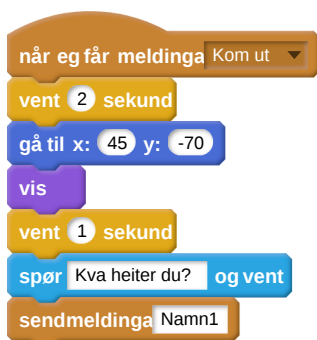 når eg får meldinga Kom ut
vent 2 sekund
gå til x: 45 y: -70
vis
vent 1 sekund
spør Kva heiter du? og vent
sendmeldinga Namn1